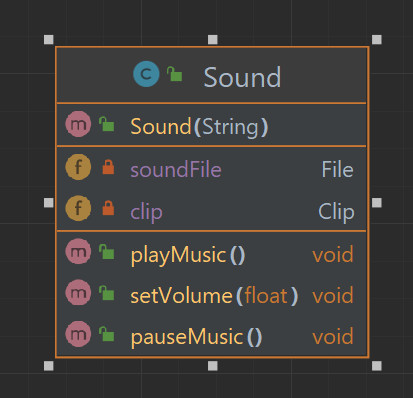 C Sound
m Sound(String)
f soundFile File
f clip Clip
m playMusic() void
m setVolume(float) void
m pauseMusic() void